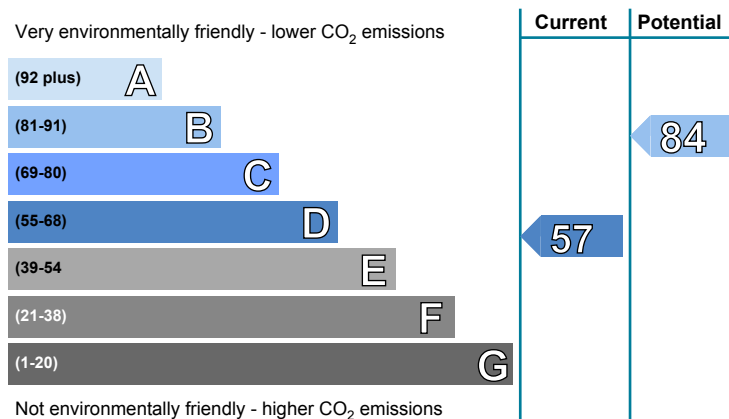 Very environmentally friendly - lower CO2 emissions
Current
Potential
(92 plus) A
(81-91) B
84
(69-80) C
(55-68) D
57
(39-54 E
(21-38) F
(1-20) G
Not environmentally friendly - higher CO2 emissions